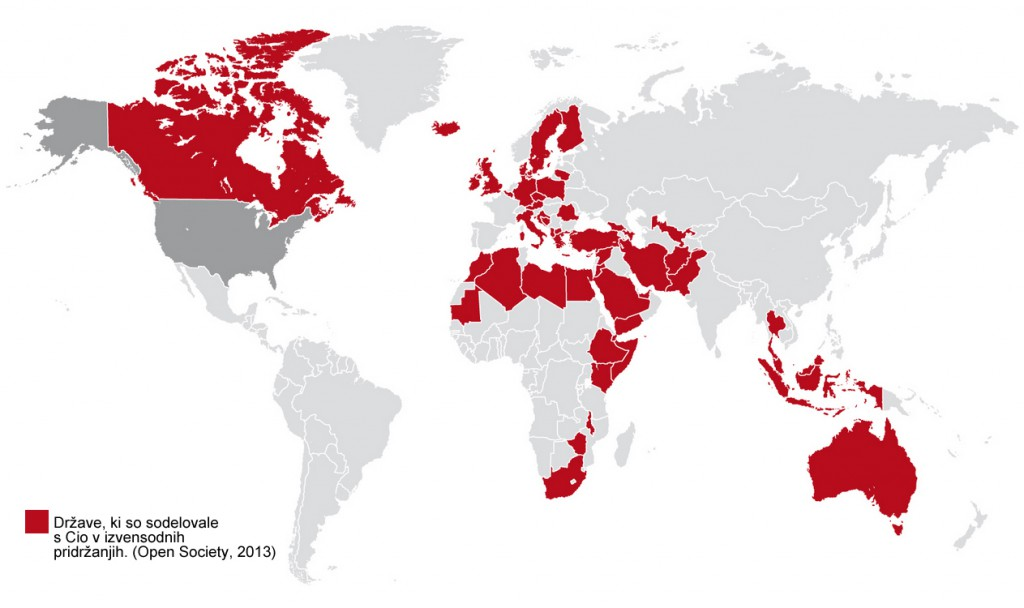 Države, ki so sodelovale
s Cio v izvensodnih
pridržanjih. (Open Society, 2013)